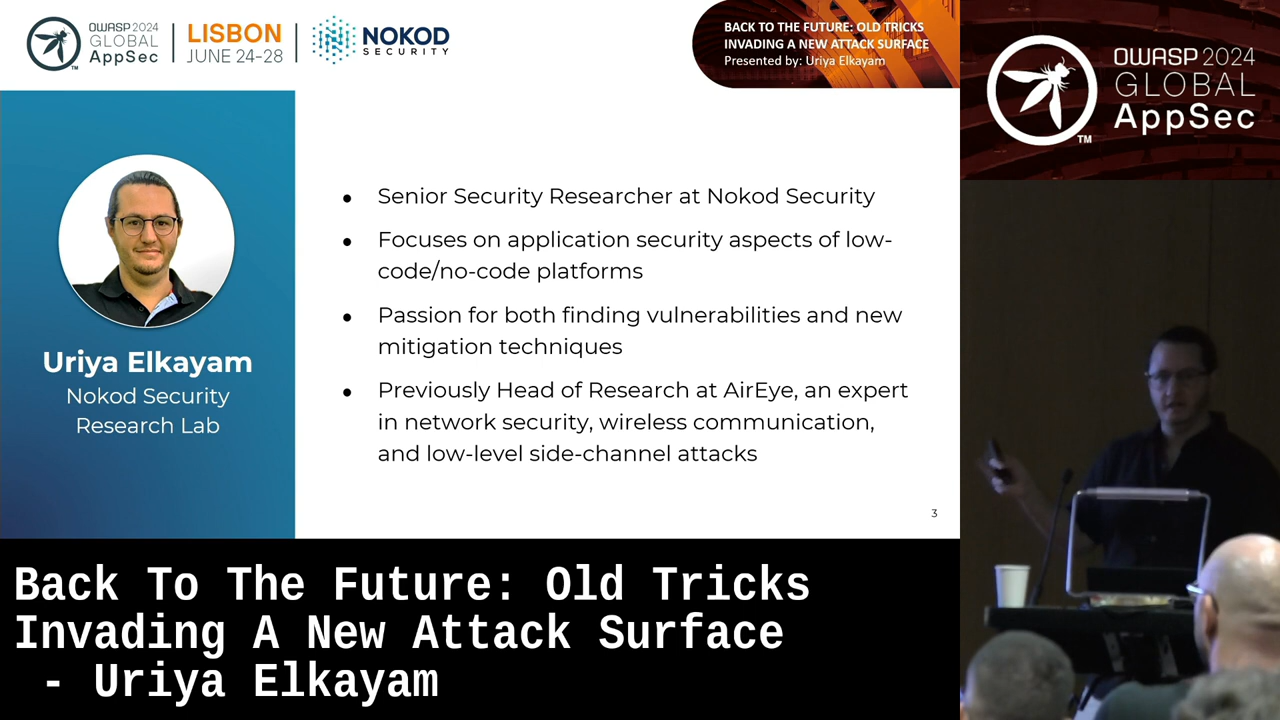 OWASP 2024
GLOBAL
AppSec
TM
LISBON
JUNE 24-28
NOKOD
SECURITY
BACK TO THE FUTURE: OLD TRICKS
INVADING A NEW ATTACK SURFACE
Presented by: Uriya Elkayam
OWASP 2024
GLOBAL
AppSec
TM
Uriya Elkayam
Nokod Security
Research Lab
● Senior Security Researcher at Nokod Security
● Focuses on application security aspects of low-
code/no-code platforms
● Passion for both finding vulnerabilities and new
mitigation techniques
● Previously Head of Research at AirEye, an expert
in network security, wireless communication,
and low-level side-channel attacks
3
Back To The Future: Old Tricks
Invading A New Attack Surface
- Uriya Elkayam